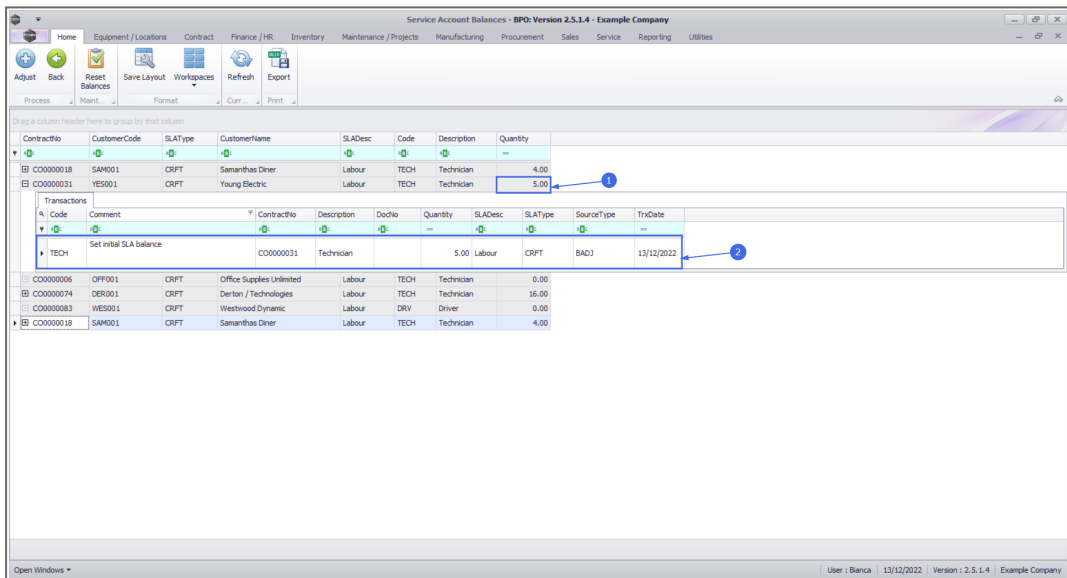 Service Account Balances - BPO: Version 2.5.1.4 - Example Company
Home Equipment / Locations Contract Finance / HR Inventory Maintenance / Projects Manufacturing Procurement Sales Service Reporting Utilities
Adjust Back Reset Balances Save Layout Workspaces Refresh Export
Process Maint... Format Curr... Print
Drag a column header here to group by that column
ContractNo CustomerCode SLAType CustomerName SLADesc Code Description Quantity
=
CO0000018 SAM001 CRFT Samanthas Diner Labour TECH Technician 4.00
CO0000031 YES001 CRFT Young Electric Labour TECH Technician 5.00
1
Transactions
Code Comment ContractNo Description DocNo Quantity SLADesc SLAType SourceType TrxDate
= =
TECH Set initial SLA balance CO0000031 Technician 5.00 Labour CRFT BADJ 13/12/2022
2
CO0000006 OFF001 CRFT Office Supplies Unlimited Labour TECH Technician 0.00
CO0000074 DER001 CRFT Derton / Technologies Labour TECH Technician 16.00
CO0000083 WES001 CRFT Westwood Dynamic Labour DRV Driver 0.00
CO0000018 SAM001 CRFT Samanthas Diner Labour TECH Technician 4.00
Open Windows User : Bianca 13/12/2022 Version : 2.5.1.4 Example Company